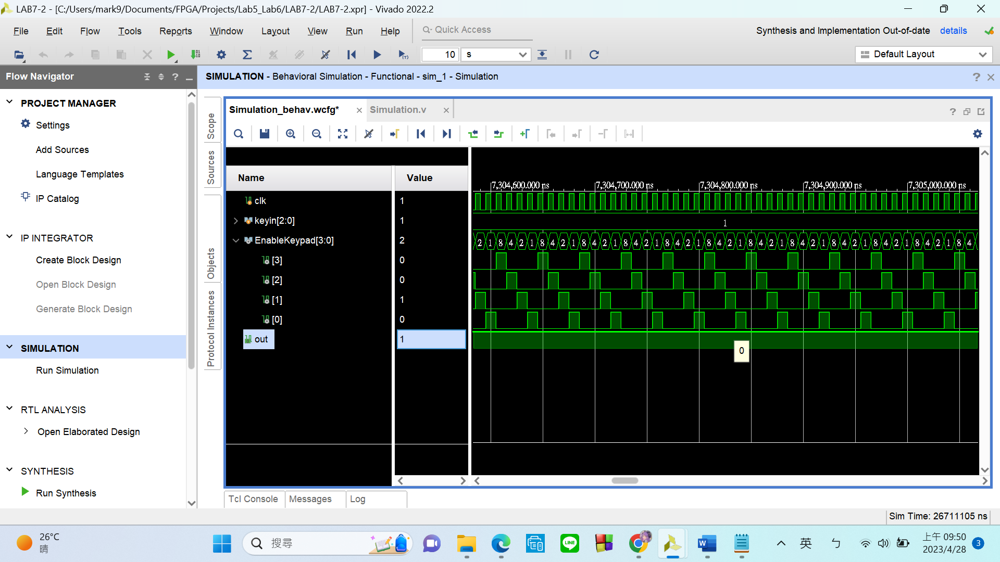 LAB7-2 - [C:/Users/mark9/Documents/FPGA/Projects/Lab5_Lab6/LAB7-2/LAB7-2.xpr] - Vivado 2022.2
File Edit Flow Tools Reports Window Layout View Run Help
Quick Access
Synthesis and Implementation Out-of-date details
10 s
Default Layout
Flow Navigator
SIMULATION - Behavioral Simulation - Functional - sim_1 - Simulation
PROJECT MANAGER
Settings
Add Sources
Language Templates
IP Catalog
IP INTEGRATOR
Create Block Design
Open Block Design
Generate Block Design
SIMULATION
Run Simulation
RTL ANALYSIS
Open Elaborated Design
SYNTHESIS
Run Synthesis
Scope
Sources
Objects
Protocol Instances
Simulation_behav.wcfg*
Simulation.v
Name Value
clk 1
keyin[2:0] 1
EnableKeypad[3:0] 2
[3] 0
[2] 0
[1] 1
[0] 0
out 1
7,304,600.000 ns 7,304,700.000 ns 7,304,800.000 ns 7,304,900.000 ns 7,305,000.000 ns
1
2 1 8 4 2 1 8 4 2 1 8 4 2 1 8 4 2 1 8 4 2 1 8 4 2 1 8 4 2 1 8 4 2 1 8 4 2 1 8 4 2 1 8 4 2 1 8 4
0
Tcl Console Messages Log
Sim Time: 26711105 ns
26°C
晴
搜尋
LINE
W
英
ㄅ
上午 09:50
2023/4/28
3